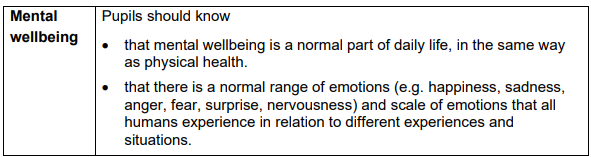 Mental
wellbeing
Pupils should know
• that mental wellbeing is a normal part of daily life, in the same way
as physical health.
• that there is a normal range of emotions (e.g. happiness, sadness,
anger, fear, surprise, nervousness) and scale of emotions that all
humans experience in relation to different experiences and
situations.